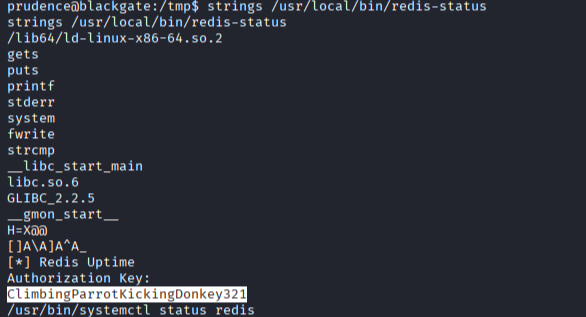 prudence@blackgate:/tmp$ strings /usr/local/bin/redis-status
strings /usr/local/bin/redis-status
/lib64/ld-linux-x86-64.so.2
gets
puts
printf
stderr
system
fwrite
strcmp
__libc_start_main
libc.so.6
GLIBC_2.2.5
__gmon_start__
H=X@@
[]A\A]A^A_
[*] Redis Uptime
Authorization Key:
ClimbingParrotKickingDonkey321
/usr/bin/systemctl status redis